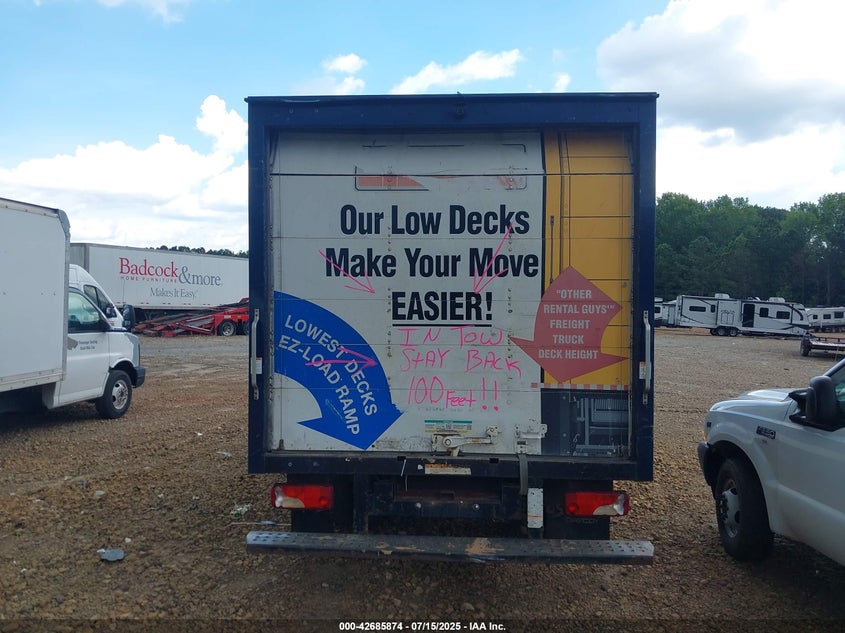 Our Low Decks
Make Your Move
EASIER!
IN TOW
STAY BACK
100 Feet!!
LOWEST DECKS
EZ-LOAD RAMP
"OTHER
RENTAL GUYS"℠
FREIGHT
TRUCK
DECK HEIGHT
Badcock &more.
HOME FURNITURE
Makes It Easy.
F-350
000-42685874 / 07/15/2025 - IAA Inc.